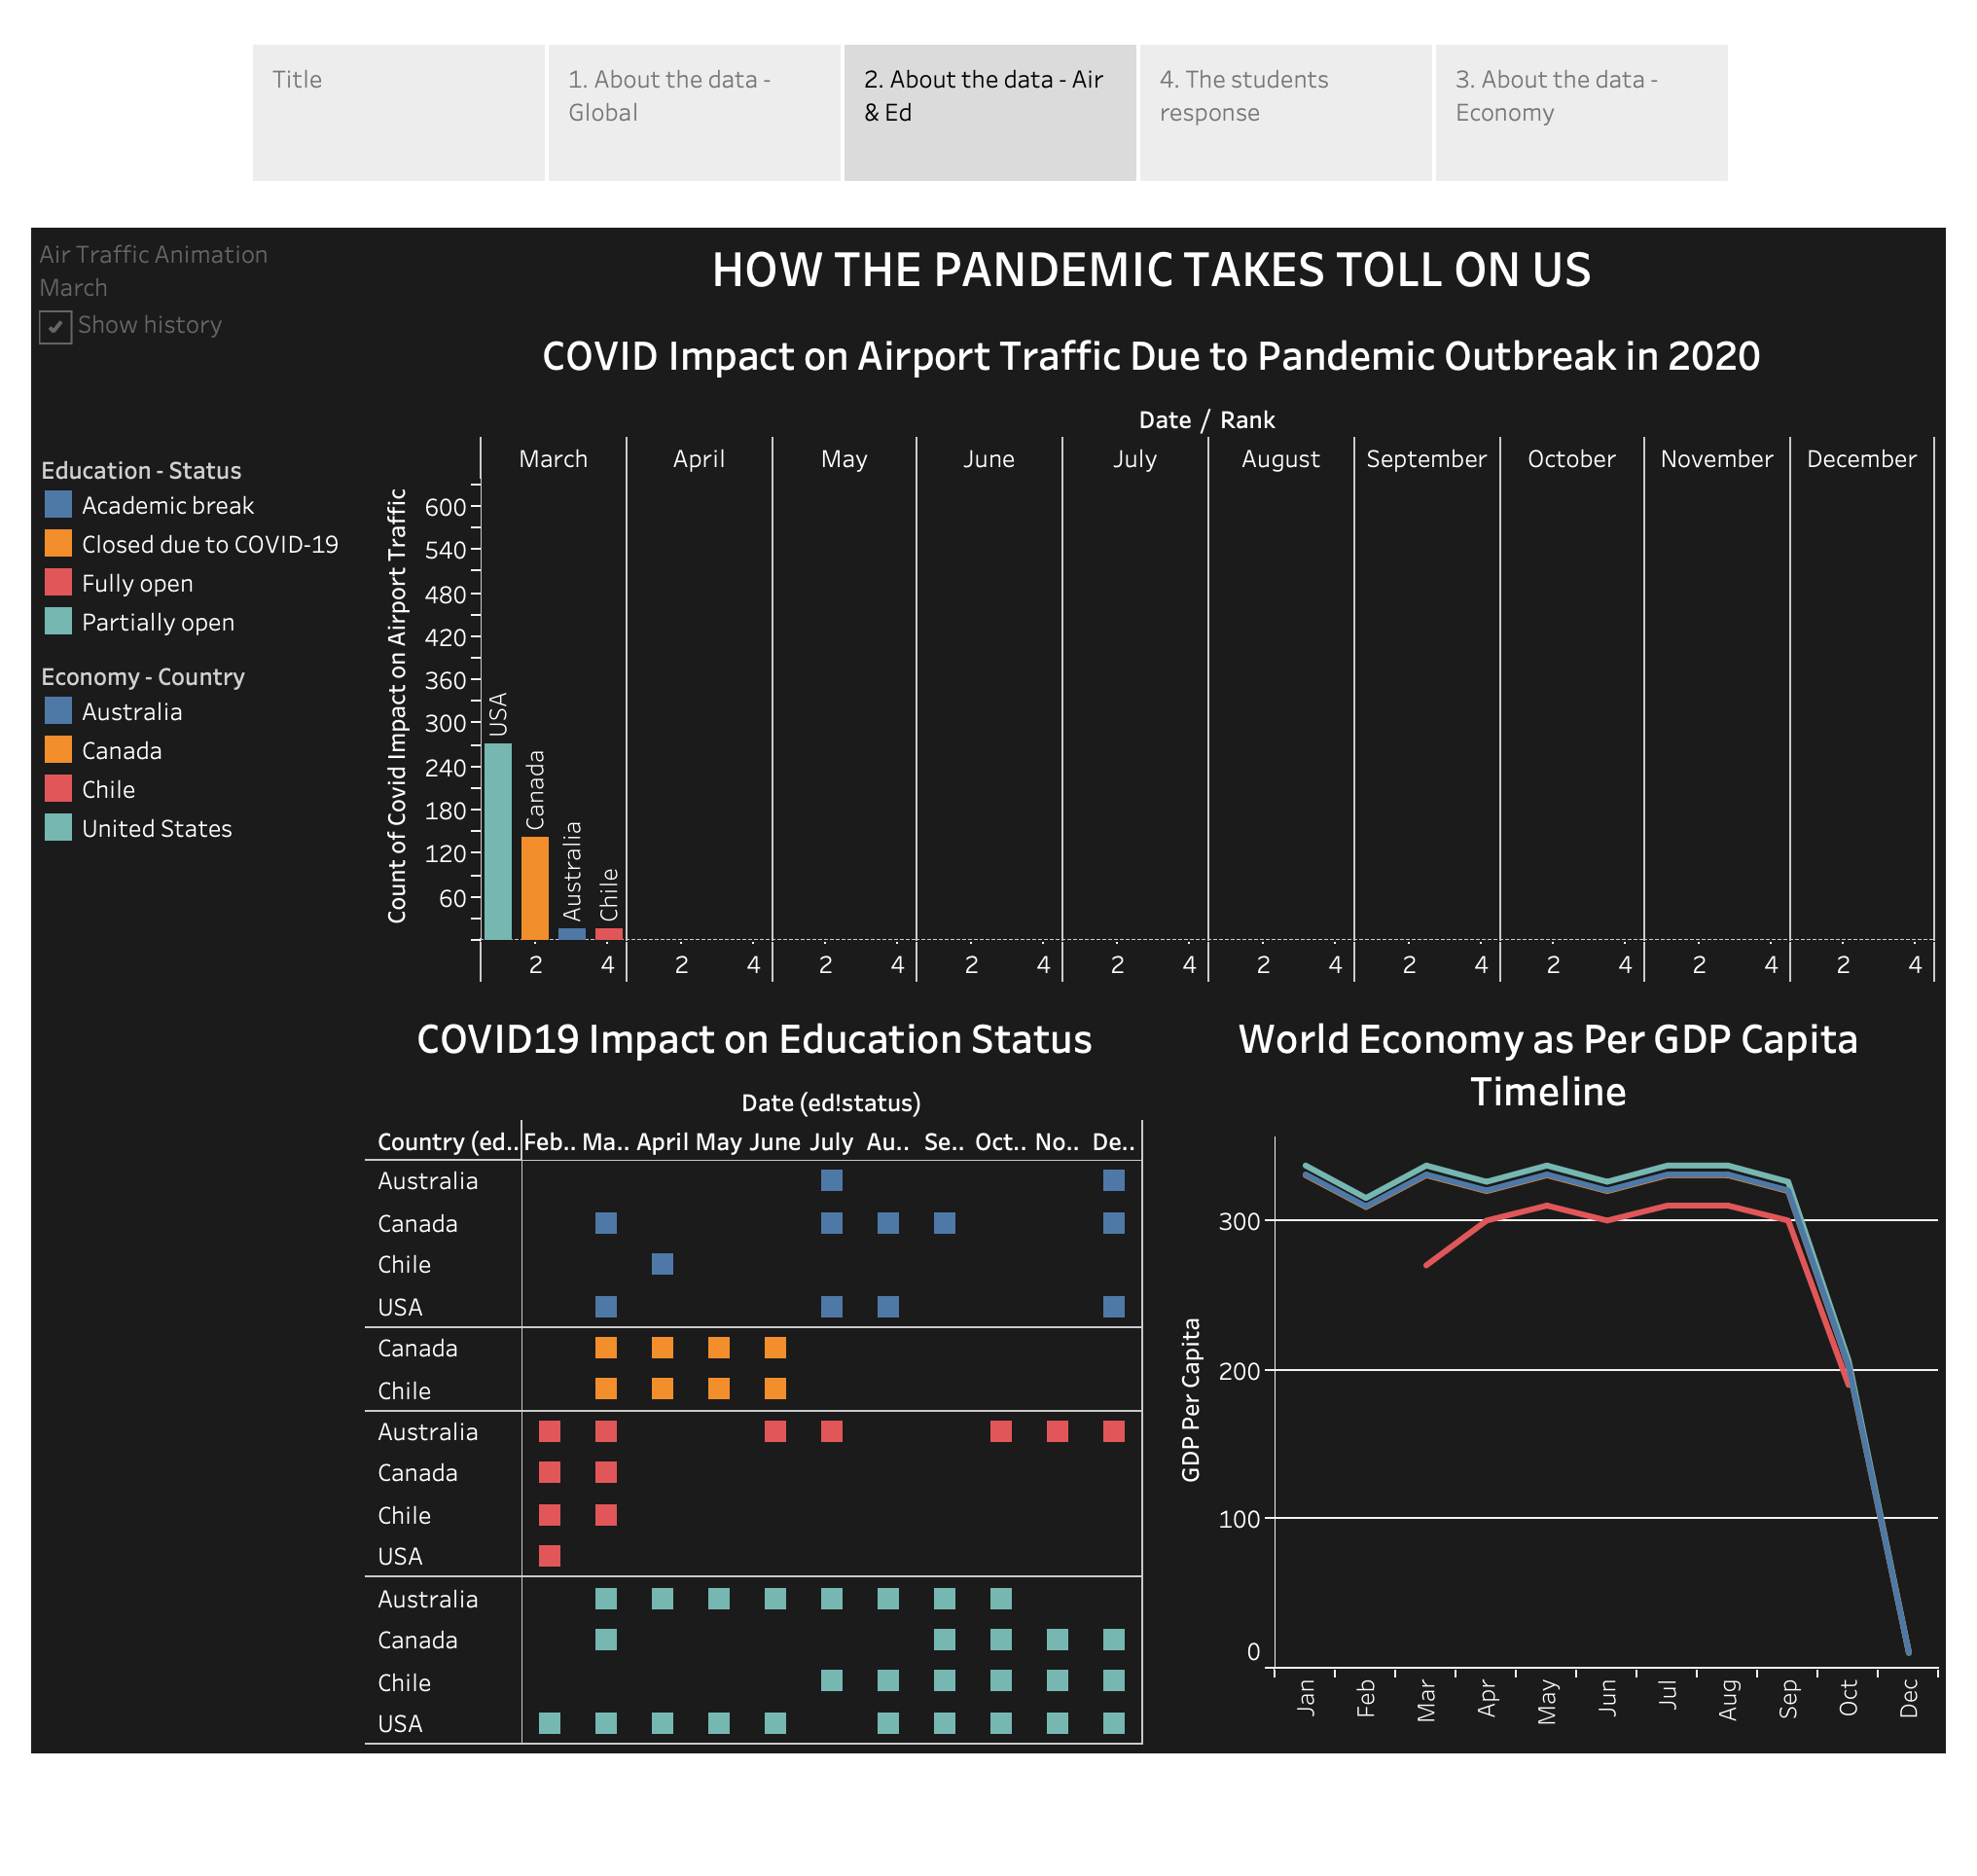 Title
1. About the data -
Global
2. About the data - Air
& Ed
4. The students
response
3. About the data -
Economy
Air Traffic Animation
March
Show history
HOW THE PANDEMIC TAKES TOLL ON US
COVID Impact on Airport Traffic Due to Pandemic Outbreak in 2020
Education - Status
Academic break
Closed due to COVID-19
Fully open
Partially open
Economy - Country
Australia
Canada
Chile
United States
Date / Rank
March April May June July August September October November December
Count of Covid Impact on Airport Traffic
600
540
480
420
360
300
240
180
120
60
USA
Canada
Australia
Chile
2 4 2 4 2 4 2 4 2 4 2 4 2 4 2 4 2 4 2 4
COVID19 Impact on Education Status
Date (ed!status)
Country (ed.. Feb.. Ma.. April May June July Au.. Se.. Oct.. No.. De..
Australia
Canada
Chile
USA
Canada
Chile
Australia
Canada
Chile
USA
Australia
Canada
Chile
USA
World Economy as Per GDP Capita
Timeline
GDP Per Capita
300
200
100
0
Jan Feb Mar Apr May Jun Jul Aug Sep Oct Dec